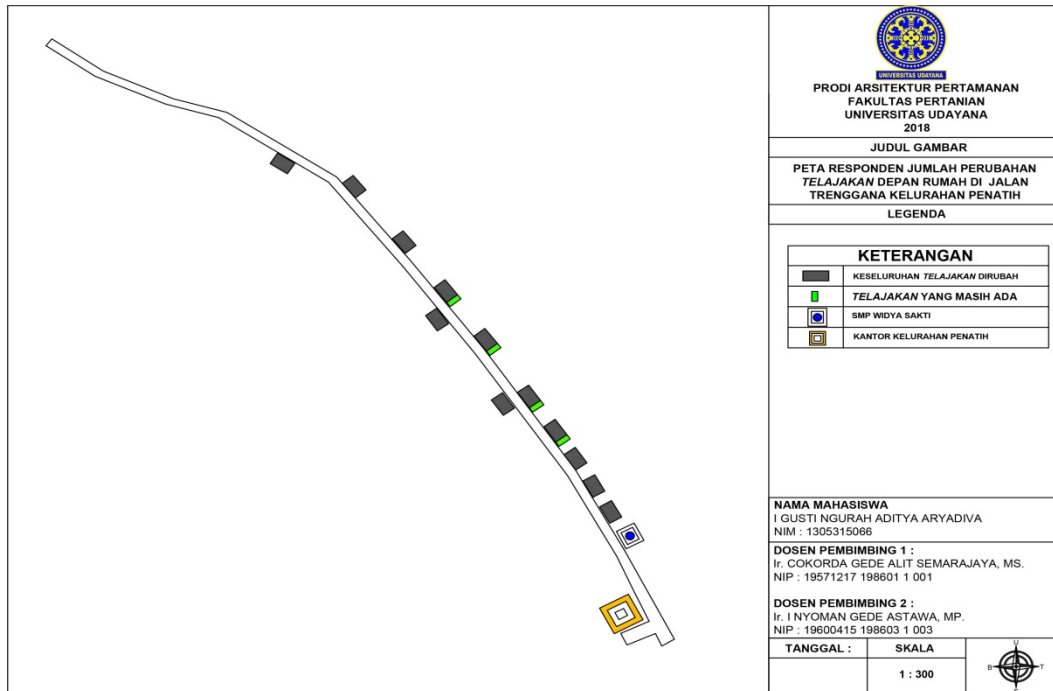 UNIVERSITAS UDAYANA
PRODI ARSITEKTUR PERTAMANAN
FAKULTAS PERTANIAN
UNIVERSITAS UDAYANA
2018
JUDUL GAMBAR
PETA RESPONDEN JUMLAH PERUBAHAN
TELAJAKAN DEPAN RUMAH DI JALAN
TRENGGANA KELURAHAN PENATIH
LEGENDA
KETERANGAN
KESELURUHAN TELAJAKAN DIRUBAH
TELAJAKAN YANG MASIH ADA
SMP WIDYA SAKTI
KANTOR KELURAHAN PENATIH
NAMA MAHASISWA
I GUSTI NGURAH ADITYA ARYADIVA
NIM : 1305315066
DOSEN PEMBIMBING 1 :
Ir. COKORDA GEDE ALIT SEMARAJAYA, MS.
NIP : 19571217 198601 1 001
DOSEN PEMBIMBING 2 :
Ir. I NYOMAN GEDE ASTAWA, MP.
NIP : 19600415 198603 1 003
TANGGAL :
SKALA
1 : 300
U
B
T